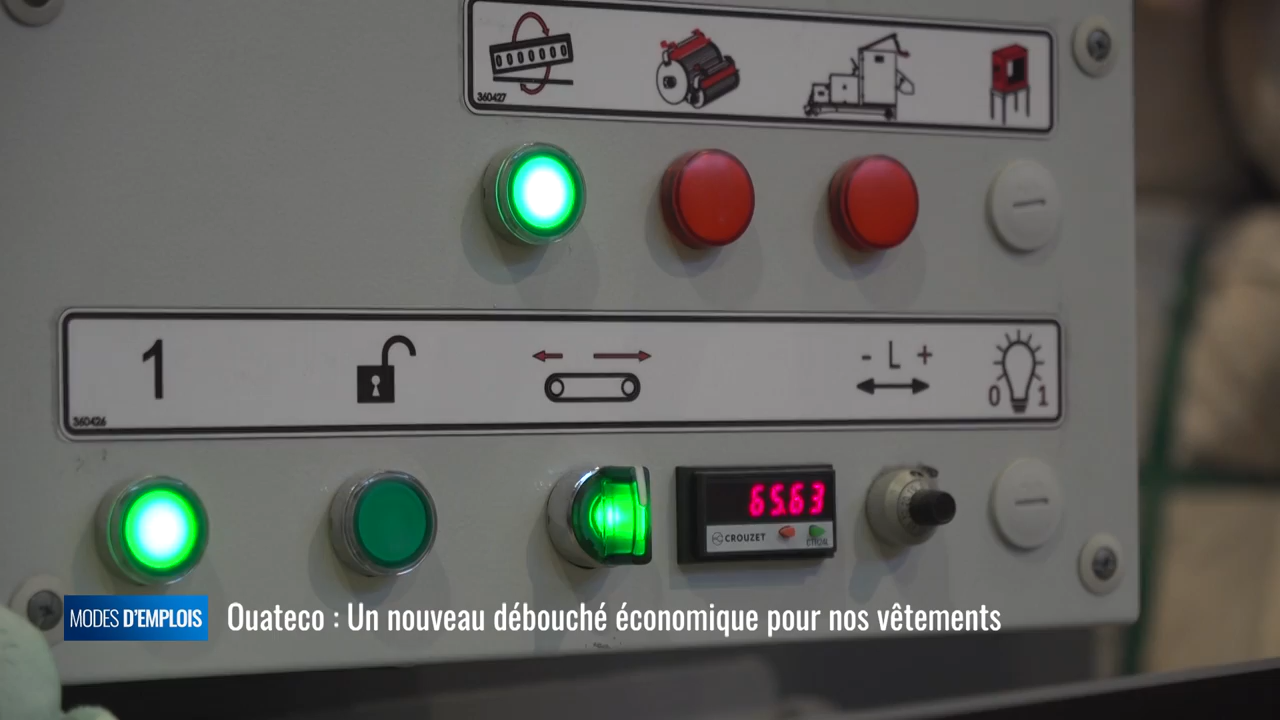 360427
1
- L +
0 1
360426
65.63
CROUZET
MODES D'EMPLOIS
Ouateco : Un nouveau débouché économique pour nos vêtements